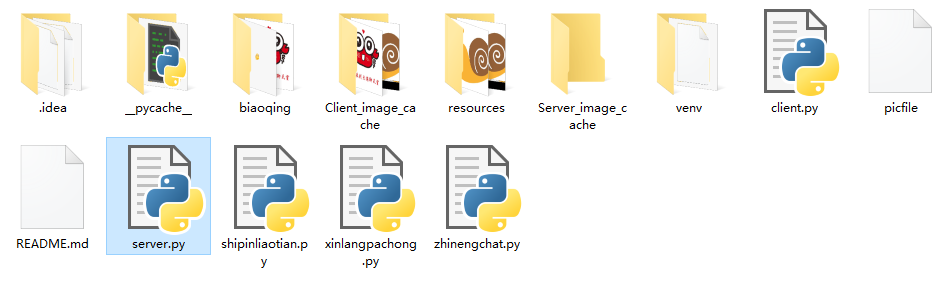 .idea
__pycache__
biaoqing
Client_image_ca
che
resources
Server_image_c
ache
venv
client.py
picfile
README.md
server.py
shipinliaotian.p
y
xinlangpachong
.py
zhinengchat.py